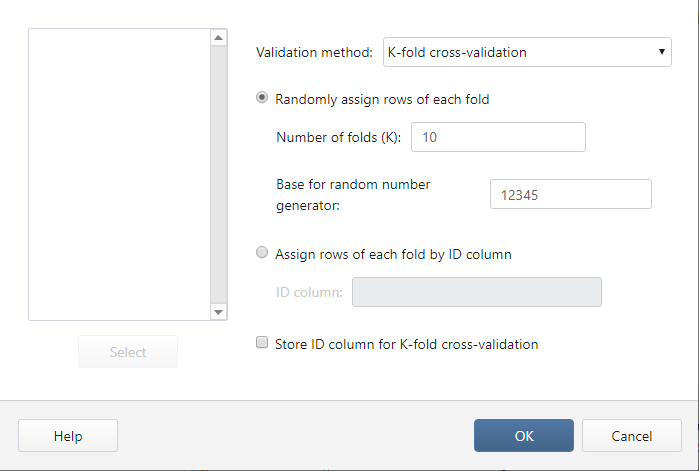 Validation method: K-fold cross-validation
Randomly assign rows of each fold
Number of folds (K): 10
Base for random number
generator: 12345
Assign rows of each fold by ID column
ID column:
Select
Store ID column for K-fold cross-validation
Help
OK
Cancel